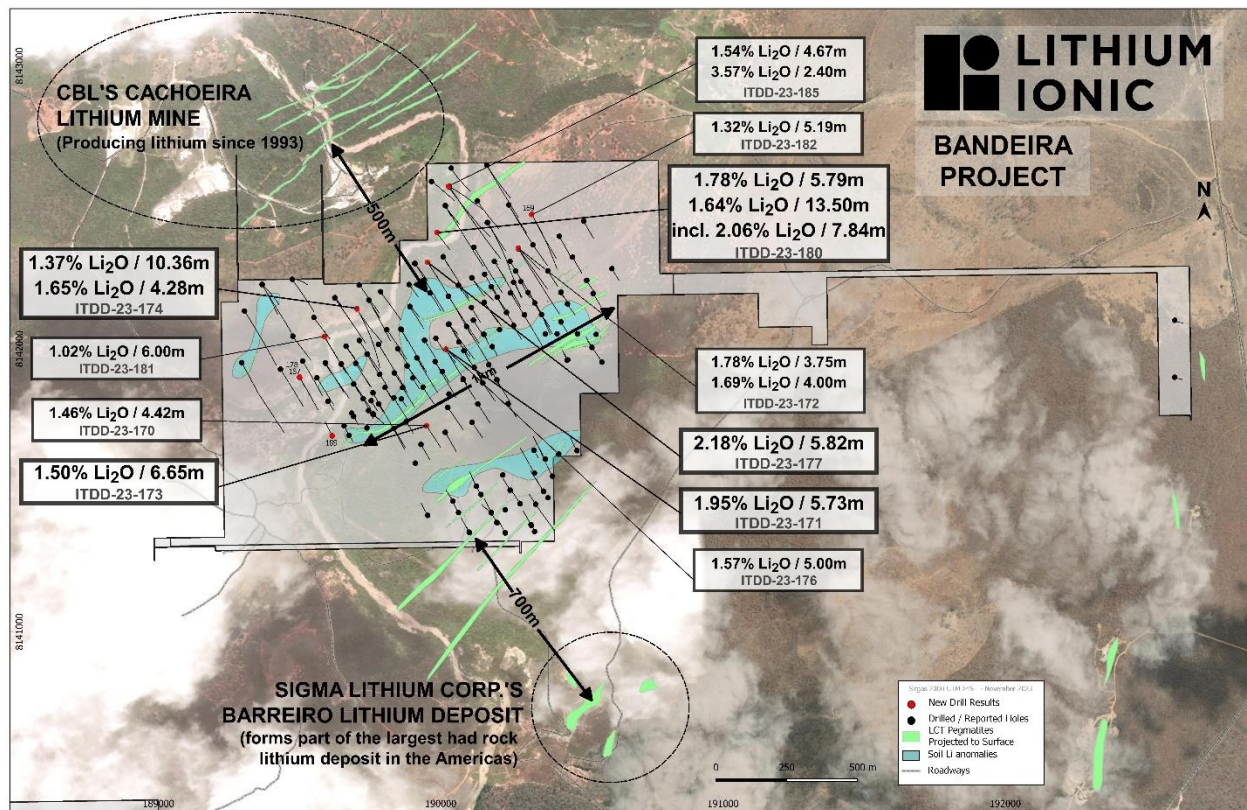 CBL'S CACHOEIRA
LITHIUM MINE
(Producing lithium since 1993)
1.54% Li2O / 4.67m
3.57% Li2O / 2.40m
ITDD-23-185
1.32% Li2O / 5.19m
ITDD-23-182
1.78% Li2O / 5.79m
1.64% Li2O / 13.50m
incl. 2.06% Li2O / 7.84m
ITDD-23-180
LITHIUM
IONIC
BANDEIRA
PROJECT
N
500m
169
1.37% Li2O / 10.36m
1.65% Li2O / 4.28m
ITDD-23-174
1.02% Li2O / 6.00m
ITDD-23-181
1.46% Li2O / 4.42m
ITDD-23-170
1.50% Li2O / 6.65m
ITDD-23-173
1.78% Li2O / 3.75m
1.69% Li2O / 4.00m
ITDD-23-172
2.18% Li2O / 5.82m
ITDD-23-177
1.95% Li2O / 5.73m
ITDD-23-171
1.57% Li2O / 5.00m
ITDD-23-176
700m
SIGMA LITHIUM CORP.'S
BARREIRO LITHIUM DEPOSIT
(forms part of the largest had rock
lithium deposit in the Americas)
November 2023
New Drill Results
Drilled / Reported Holes
LCT Pegmatites
Projected to Surface
Soil Li anomalies
Roadways
0 250 500 m
8143000
8142000
8141000
189000 190000 191000 192000